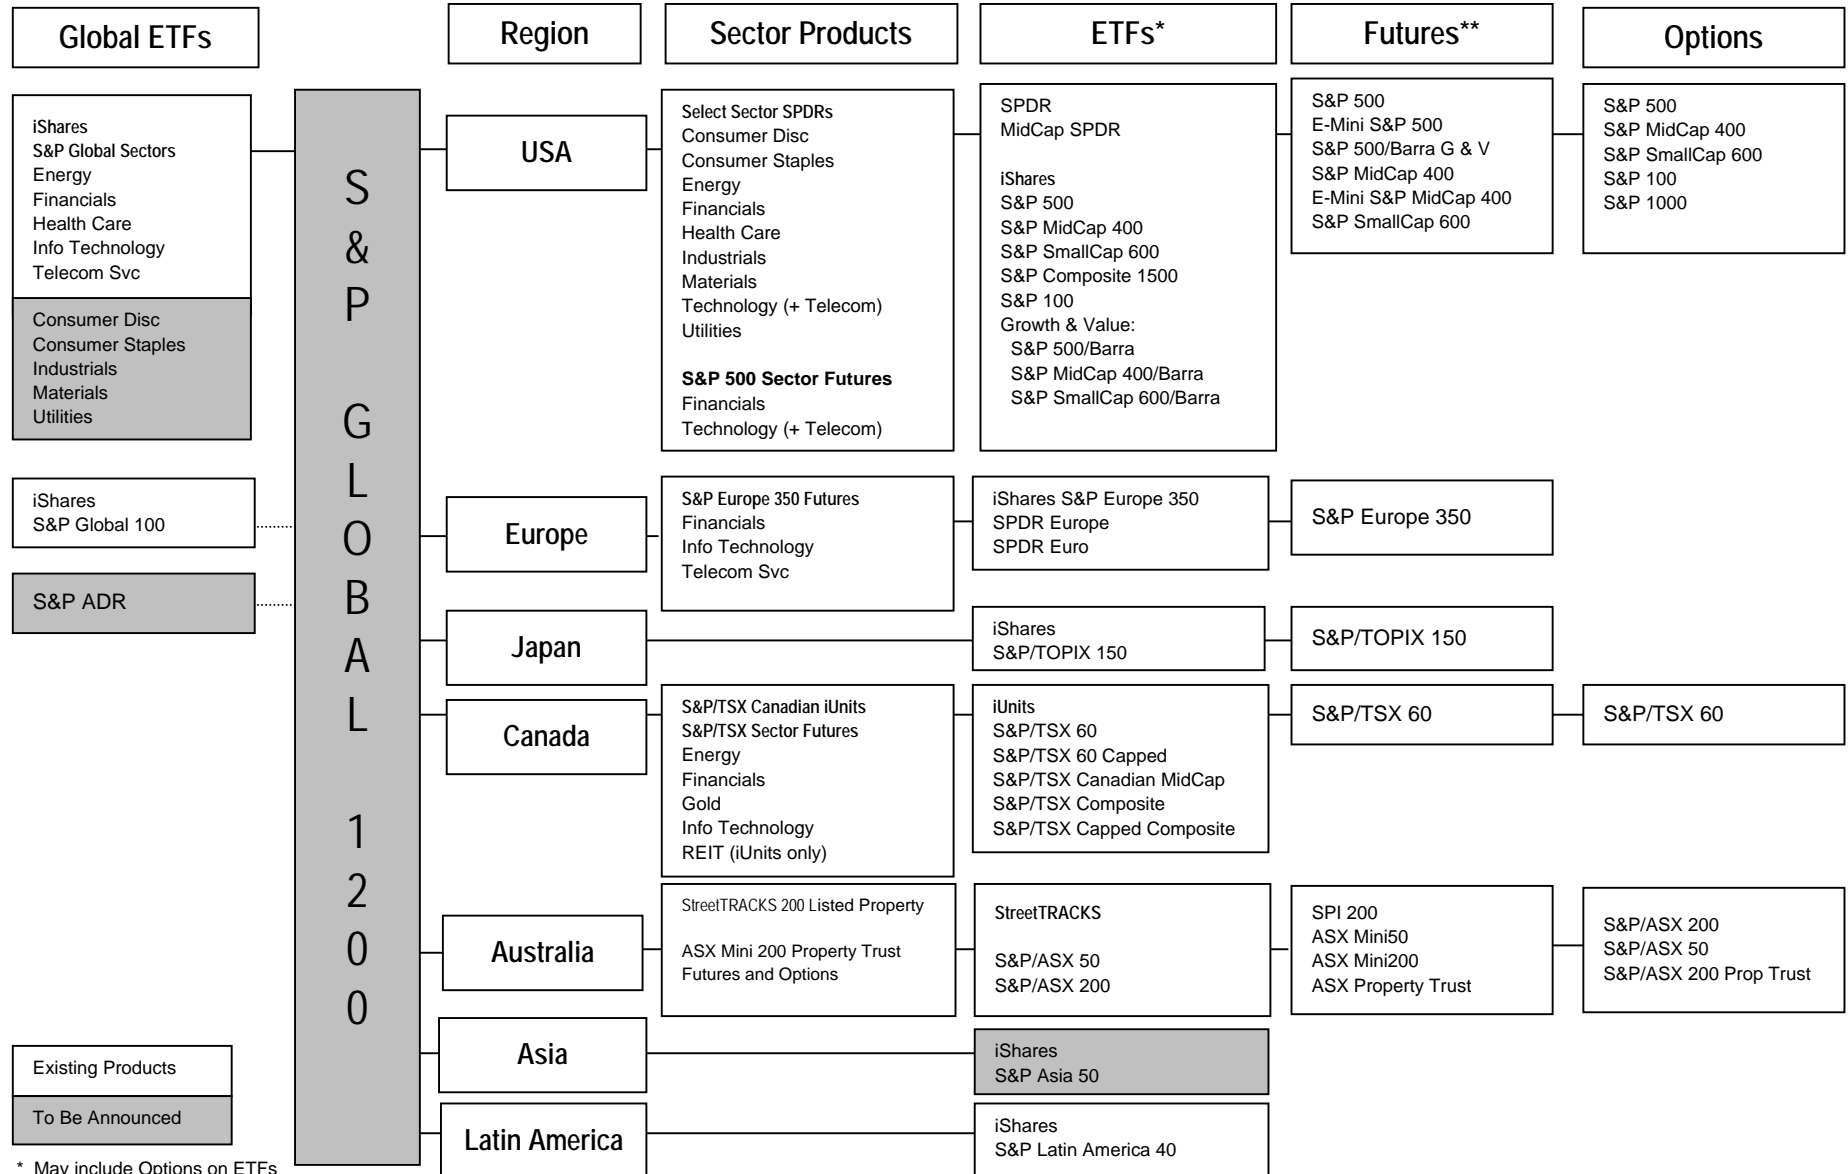 Global ETFs
Region
Sector Products
ETFs*
Futures**
Options
iShares
S&P Global Sectors
Energy
Financials
Health Care
Info Technology
Telecom Svc
Consumer Disc
Consumer Staples
Industrials
Materials
Utilities
iShares
S&P Global 100
S&P ADR
S&P GLOBAL 1200
USA
Select Sector SPDRs
Consumer Disc
Consumer Staples
Energy
Financials
Health Care
Industrials
Materials
Technology (+ Telecom)
Utilities
S&P 500 Sector Futures
Financials
Technology (+ Telecom)
SPDR
MidCap SPDR
iShares
S&P 500
S&P MidCap 400
S&P SmallCap 600
S&P Composite 1500
S&P 100
Growth & Value:
S&P 500/Barra
S&P MidCap 400/Barra
S&P SmallCap 600/Barra
S&P 500
E-Mini S&P 500
S&P 500/Barra G & V
S&P MidCap 400
E-Mini S&P MidCap 400
S&P SmallCap 600
S&P 500
S&P MidCap 400
S&P SmallCap 600
S&P 100
S&P 1000
Europe
S&P Europe 350 Futures
Financials
Info Technology
Telecom Svc
iShares S&P Europe 350
SPDR Europe
SPDR Euro
S&P Europe 350
Japan
iShares
S&P/TOPIX 150
S&P/TOPIX 150
Canada
S&P/TSX Canadian iUnits
S&P/TSX Sector Futures
Energy
Financials
Gold
Info Technology
REIT (iUnits only)
iUnits
S&P/TSX 60
S&P/TSX 60 Capped
S&P/TSX Canadian MidCap
S&P/TSX Composite
S&P/TSX Capped Composite
S&P/TSX 60
S&P/TSX 60
Australia
StreetTRACKS 200 Listed Property
ASX Mini 200 Property Trust
Futures and Options
StreetTRACKS
S&P/ASX 50
S&P/ASX 200
SPI 200
ASX Mini50
ASX Mini200
ASX Property Trust
S&P/ASX 200
S&P/ASX 50
S&P/ASX 200 Prop Trust
Asia
iShares
S&P Asia 50
Latin America
iShares
S&P Latin America 40
Existing Products
To Be Announced
* May include Options on ETFs